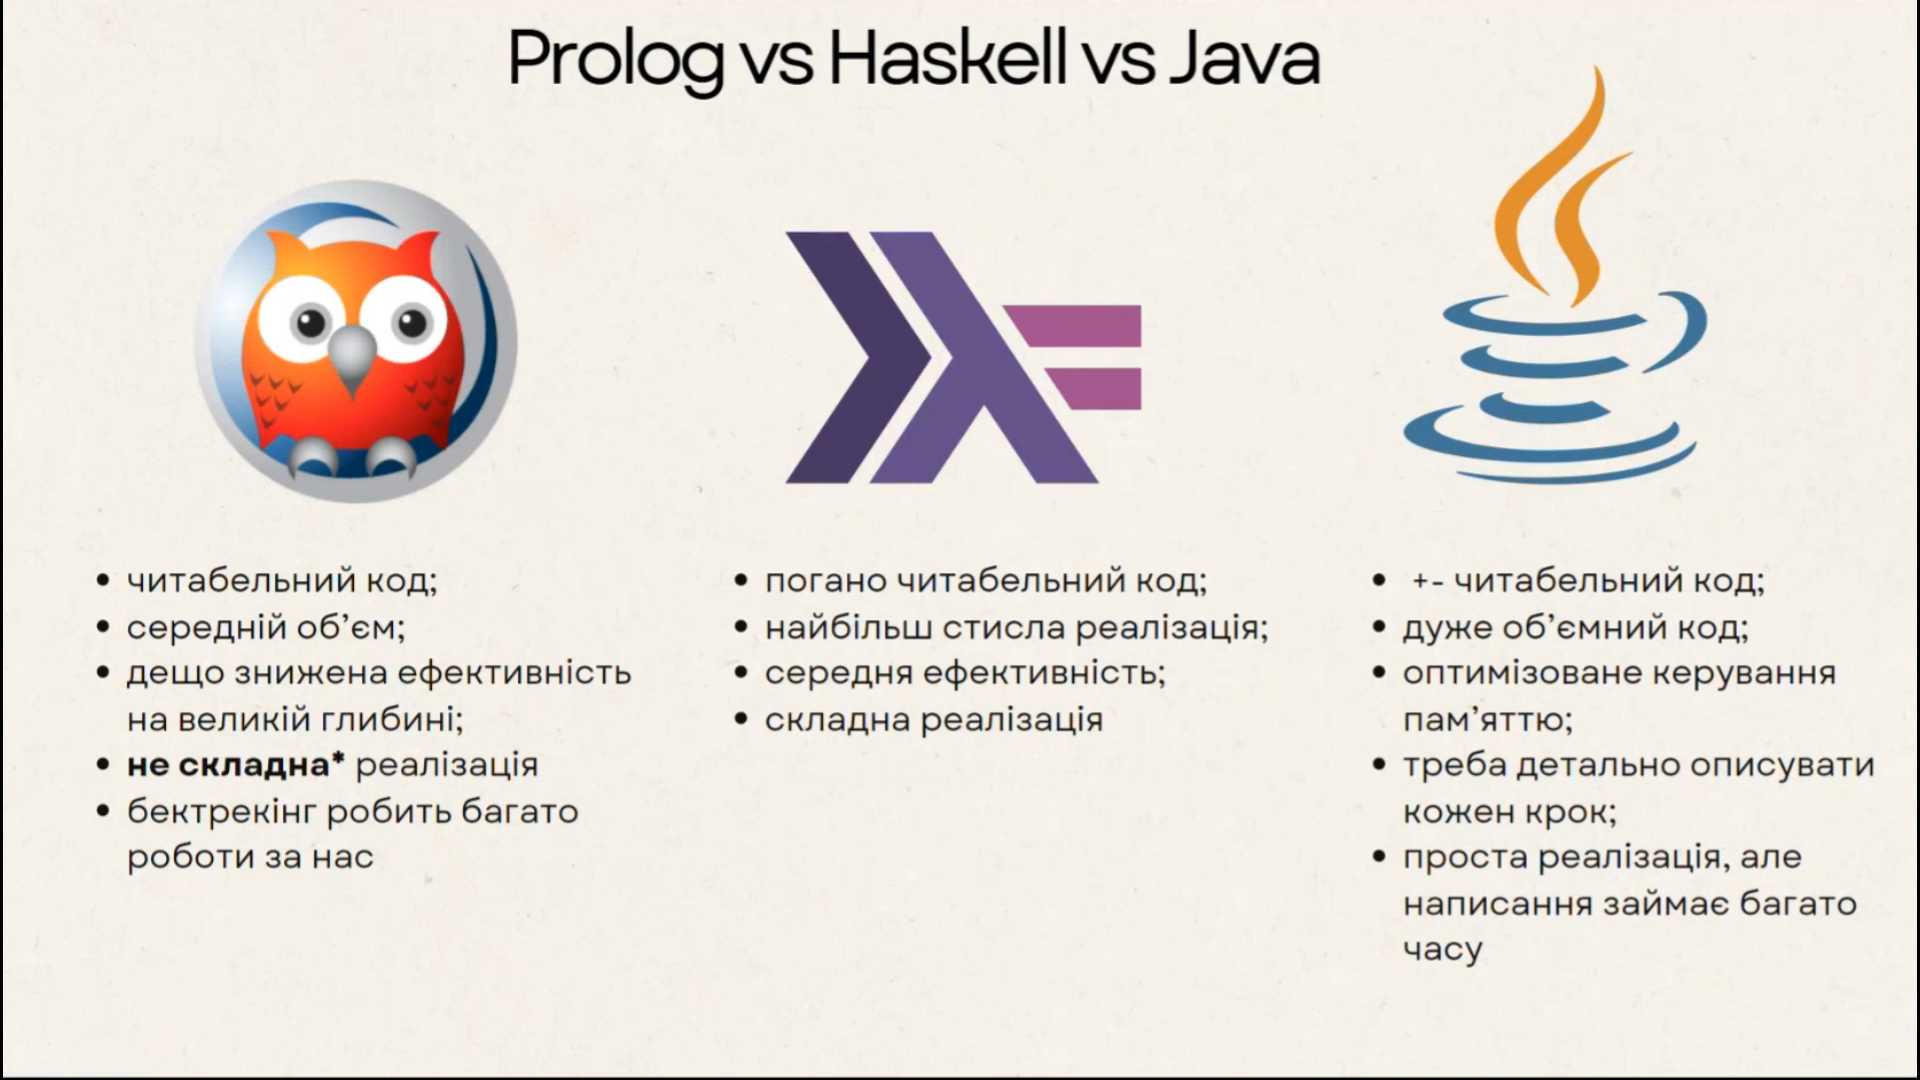 Prolog vs Haskell vs Java
• читабельний код;
• середній об’єм;
• дещо знижена ефективність
на великій глибині;
• не складна* реалізація
• бектрекінг робить багато
роботи за нас
• погано читабельний код;
• найбільш стисла реалізація;
• середня ефективність;
• складна реалізація
• +- читабельний код;
• дуже об’ємний код;
• оптимізоване керування
пам’яттю;
• треба детально описувати
кожен крок;
• проста реалізація, але
написання займає багато
часу